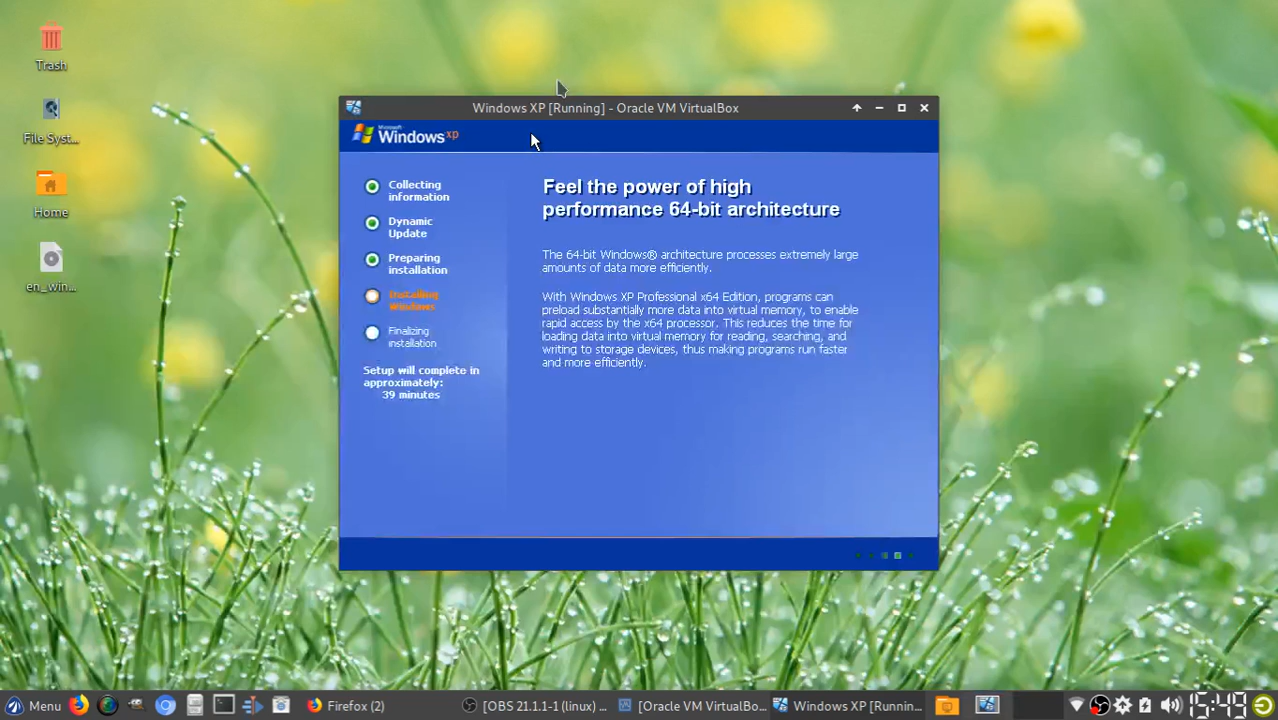 Trash
File Syst...
Home
en_win...
Windows XP [Running] - Oracle VM VirtualBox
Microsoft
Windows xp
Collecting
information
Dynamic
Update
Preparing
installation
Installing
Windows
Finalizing
installation
Setup will complete in
approximately:
39 minutes
Feel the power of high
performance 64-bit architecture
The 64-bit Windows® architecture processes extremely large
amounts of data more efficiently.
With Windows XP Professional x64 Edition, programs can
preload substantially more data into virtual memory, to enable
rapid access by the x64 processor. This reduces the time for
loading data into virtual memory for reading, searching, and
writing to storage devices, thus making programs run faster
and more efficiently.
Menu
Firefox (2)
[OBS 21.1.1-1 (linux) ...
[Oracle VM VirtualBo...
Windows XP [Runnin...
15:49